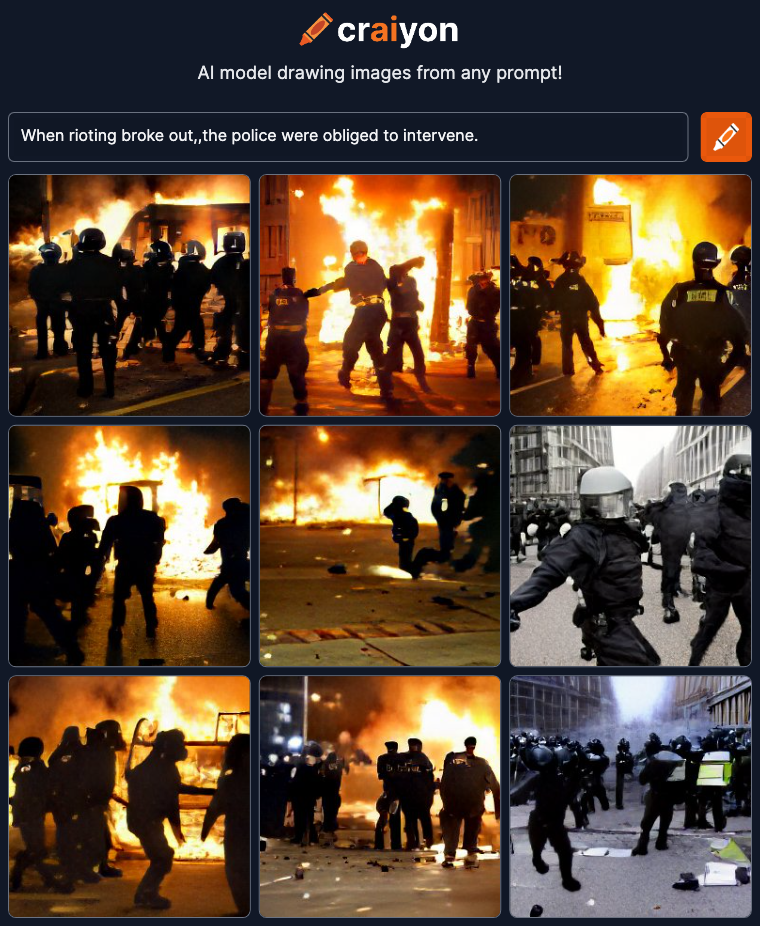 craiyon
AI model drawing images from any prompt!
When rioting broke out,,the police were obliged to intervene.